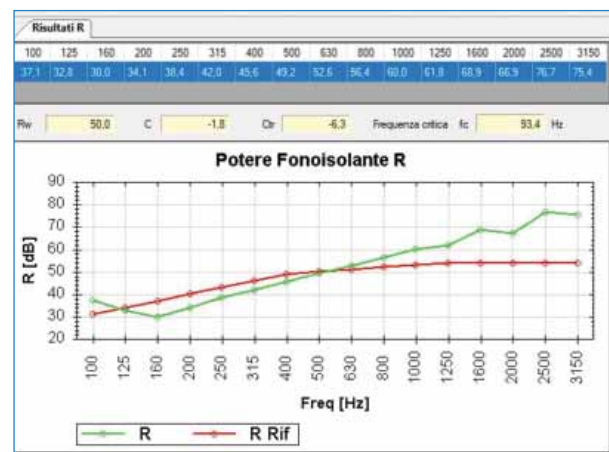 Risultati R
100 125 160 200 250 315 400 500 630 800 1000 1250 1600 2000 2500 3150
37,1 32,8 30,0 34,1 38,4 42,0 45,6 49,2 52,6 56,4 60,0 61,8 68,9 66,9 76,7 75,4
Rw 50,0 C -1,8 Ctr -6,3 Frequenza critica fc 93,4 Hz
Potere Fonoisolante R
90
80
70
60
50
40
30
20
R [dB]
100 125 160 200 250 315 400 500 630 800 1000 1250 1600 2000 2500 3150
Freq [Hz]
R R Rif